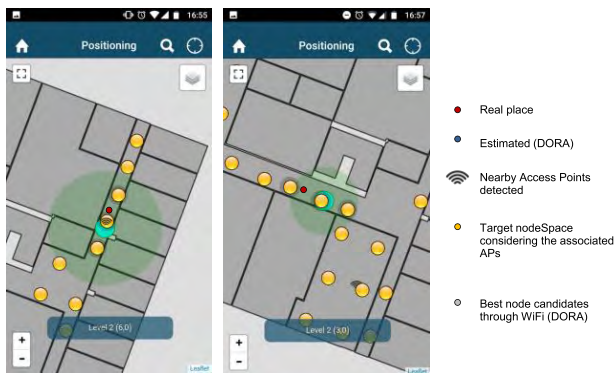 16:55
Positioning
Level 2 (6,0)
+
-
Leaflet
16:57
Positioning
Level 2 (3,0)
+
-
Leaflet
Real place
Estimated (DORA)
Nearby Access Points
detected
Target nodeSpace
considering the associated
APs
Best node candidates
through WiFi (DORA)